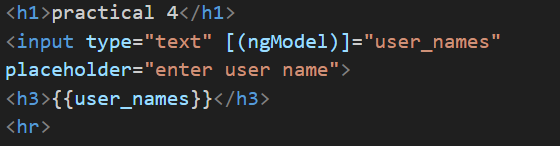 <h1>practical 4</h1>
<input type="text" [(ngModel)]="user_names"
placeholder="enter user name">
<h3>{{user_names}}</h3>
<hr>